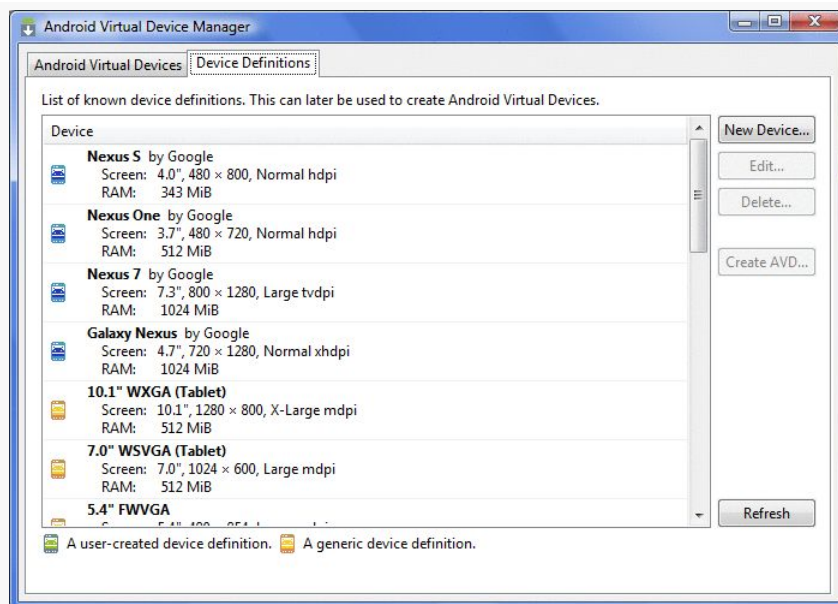 Android Virtual Device Manager
Android Virtual Devices
Device Definitions
List of known device definitions. This can later be used to create Android Virtual Devices.
Device
Nexus S by Google
Screen: 4.0", 480 × 800, Normal hdpi
RAM: 343 MiB
Nexus One by Google
Screen: 3.7", 480 × 720, Normal hdpi
RAM: 512 MiB
Nexus 7 by Google
Screen: 7.3", 800 × 1280, Large tvdpi
RAM: 1024 MiB
Galaxy Nexus by Google
Screen: 4.7", 720 × 1280, Normal xhdpi
RAM: 1024 MiB
10.1" WXGA (Tablet)
Screen: 10.1", 1280 × 800, X-Large mdpi
RAM: 512 MiB
7.0" WSVGA (Tablet)
Screen: 7.0", 1024 × 600, Large mdpi
RAM: 512 MiB
5.4" FWVGA
New Device...
Edit...
Delete...
Create AVD...
Refresh
A user-created device definition. A generic device definition.